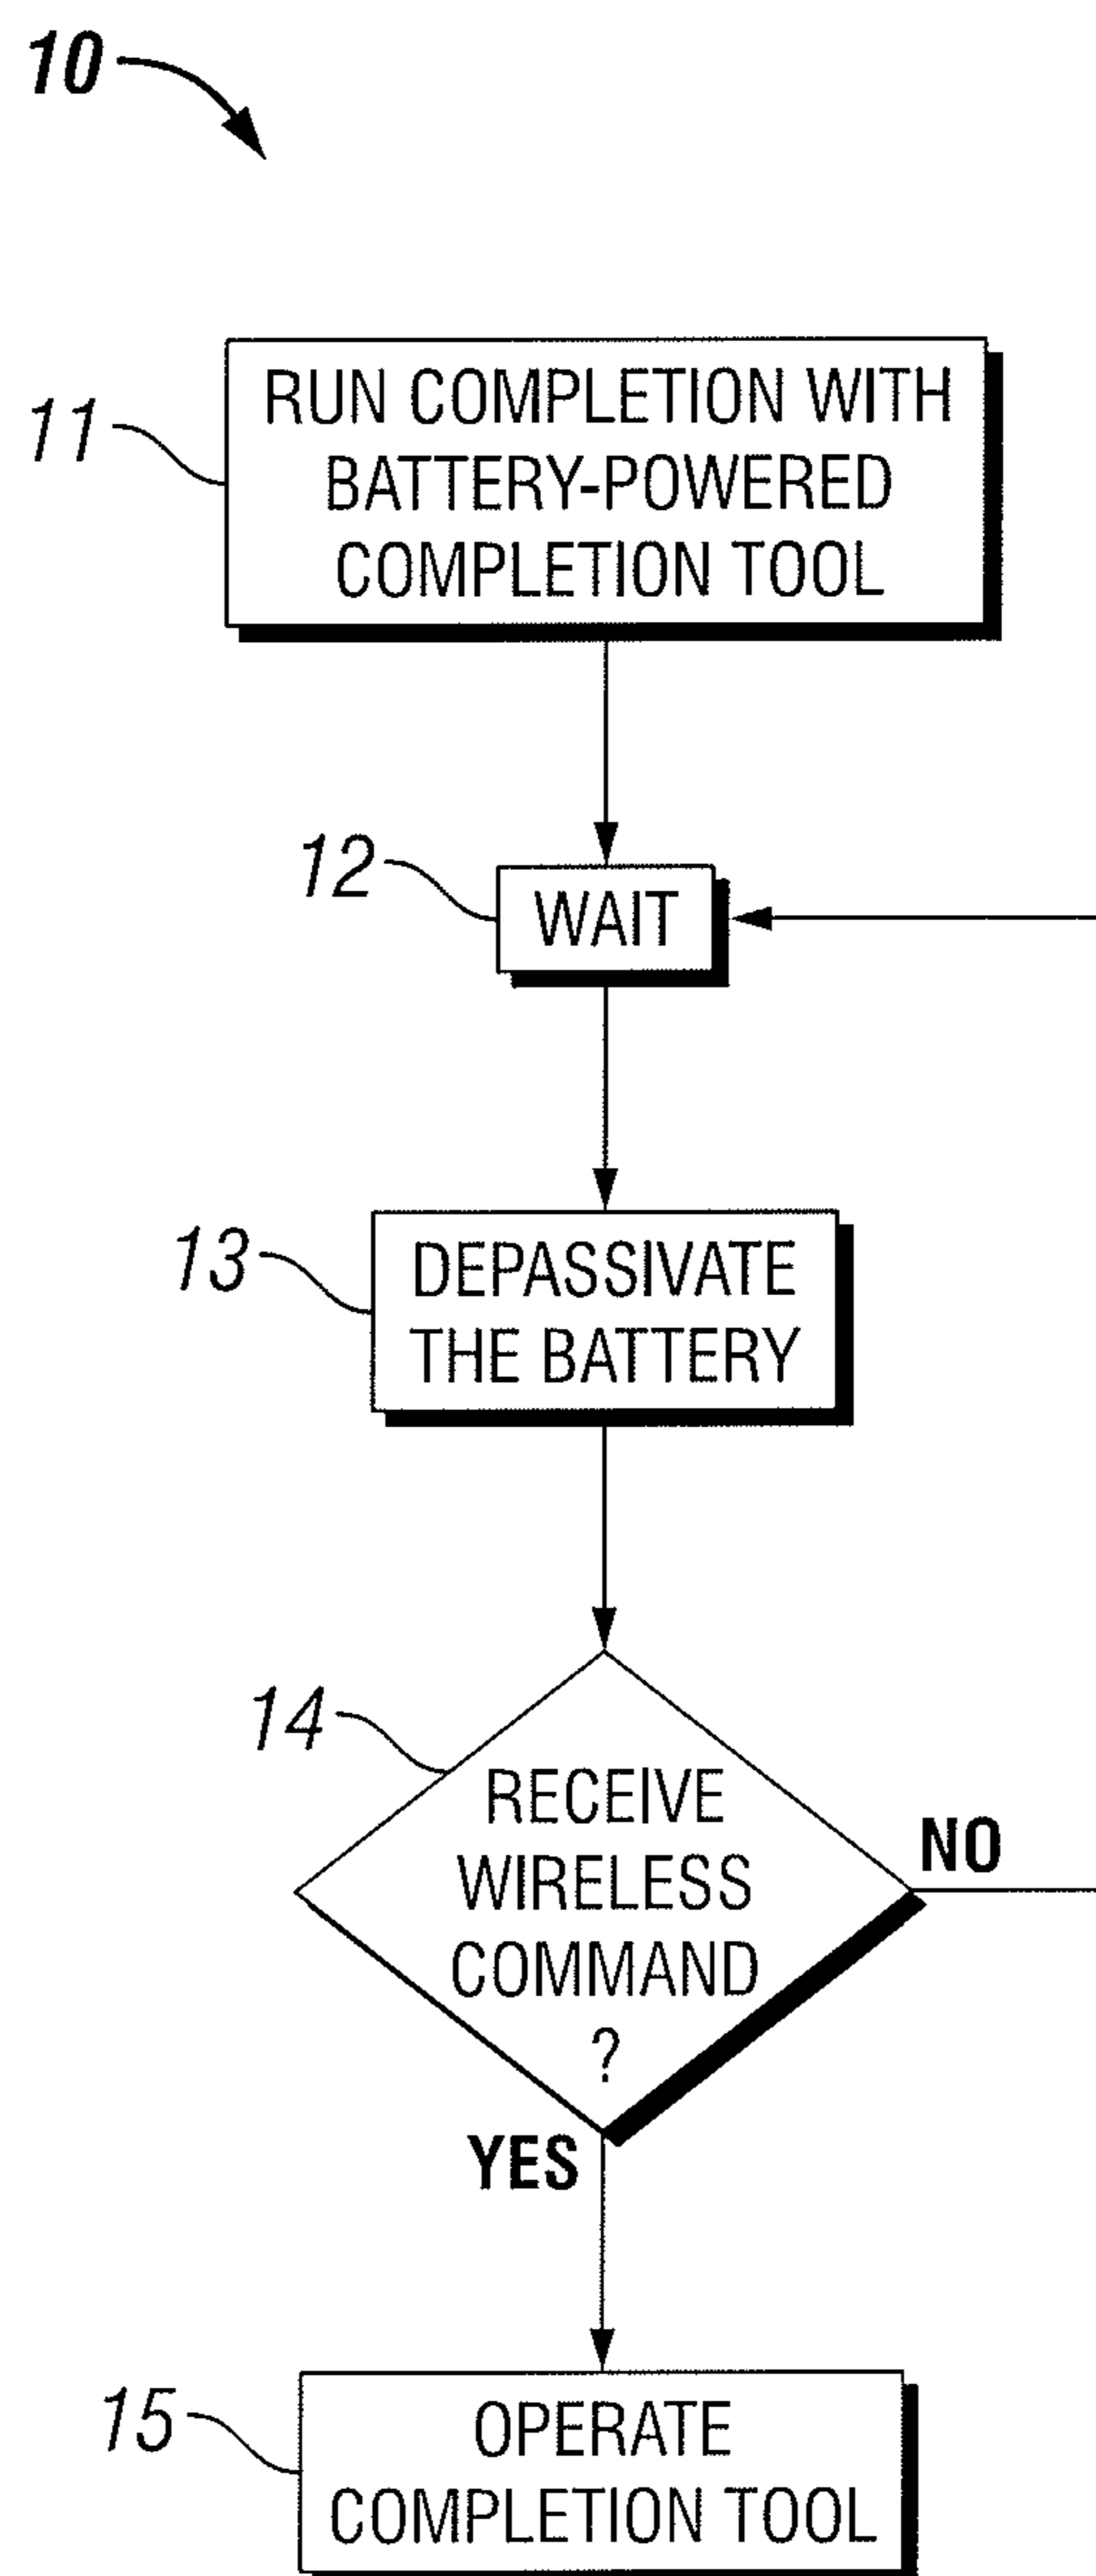 10
11
RUN COMPLETION WITH
BATTERY-POWERED
COMPLETION TOOL
12
WAIT
13
DEPASSIVATE
THE BATTERY
14
RECEIVE
WIRELESS
COMMAND
?
NO
YES
15
OPERATE
COMPLETION TOOL